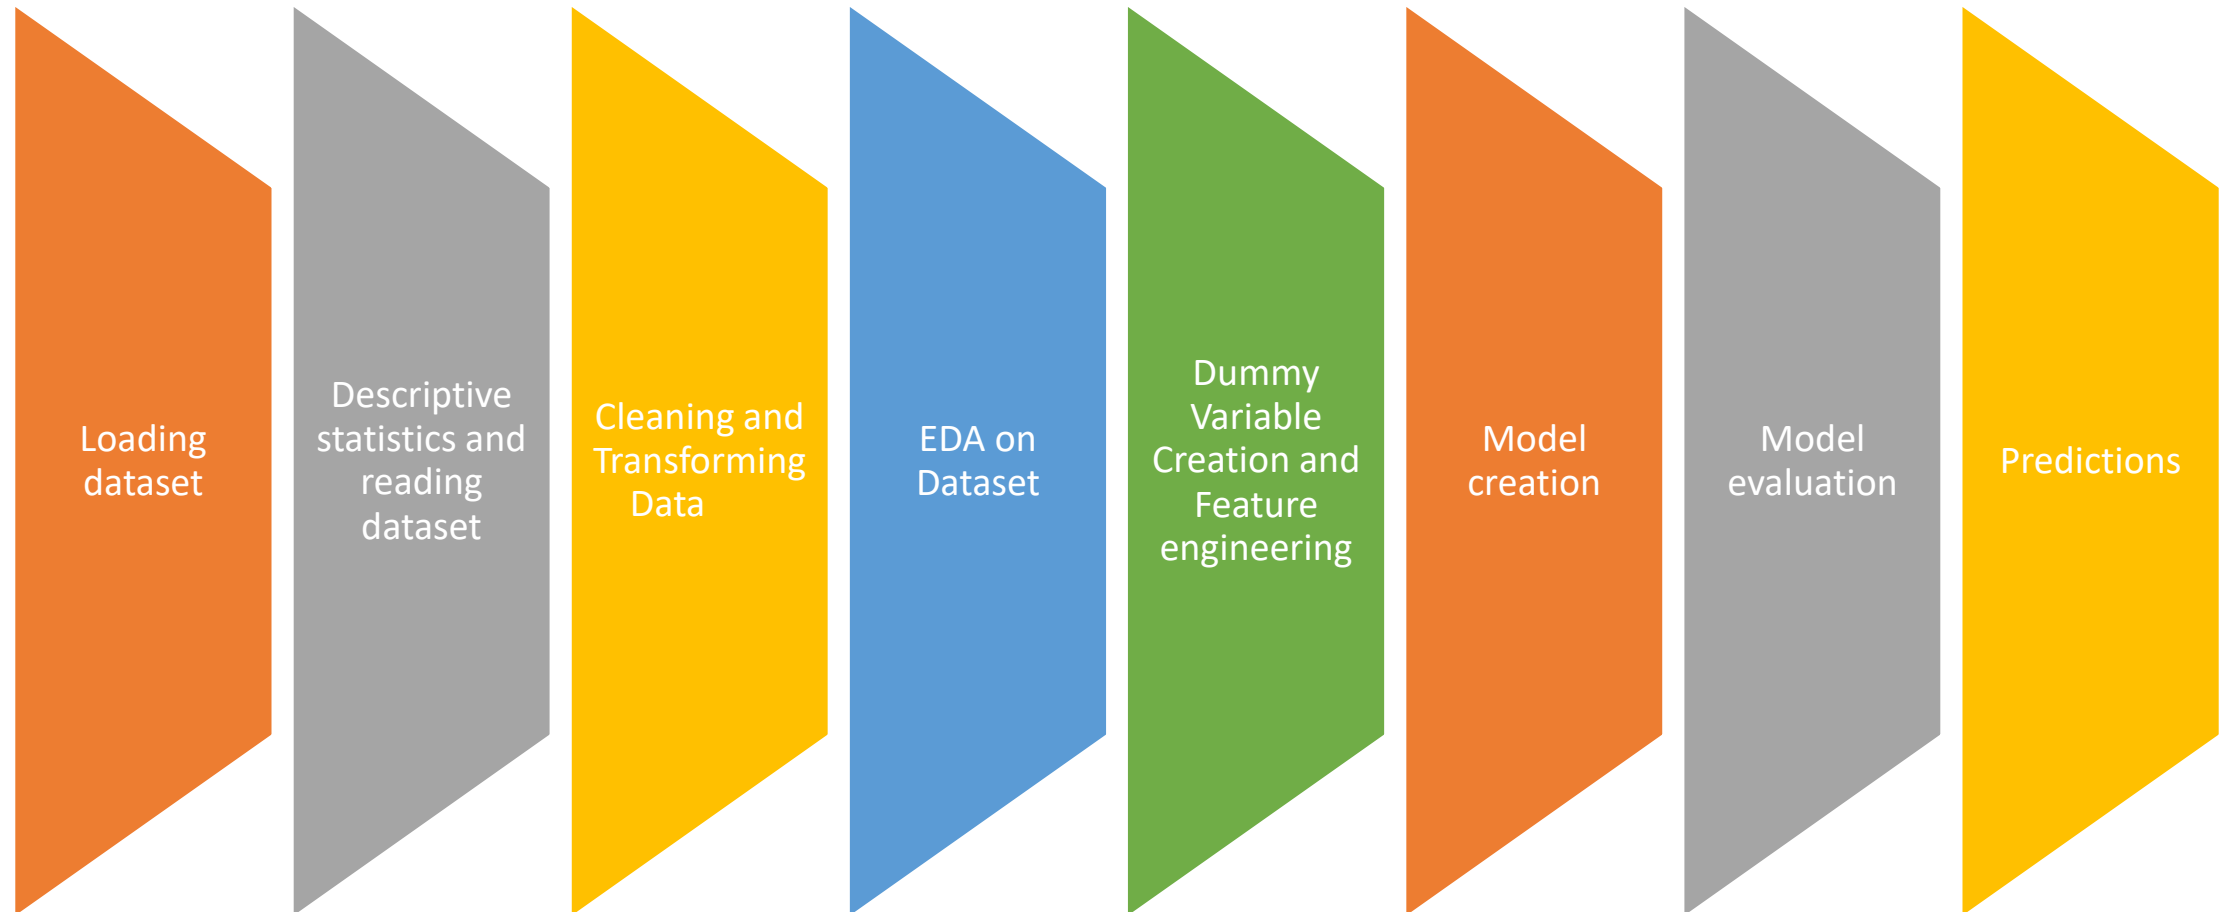 Loading
dataset
Descriptive
statistics and
reading
dataset
Cleaning and
Transforming
Data
EDA on
Dataset
Dummy
Variable
Creation and
Feature
engineering
Model
creation
Model
evaluation
Predictions